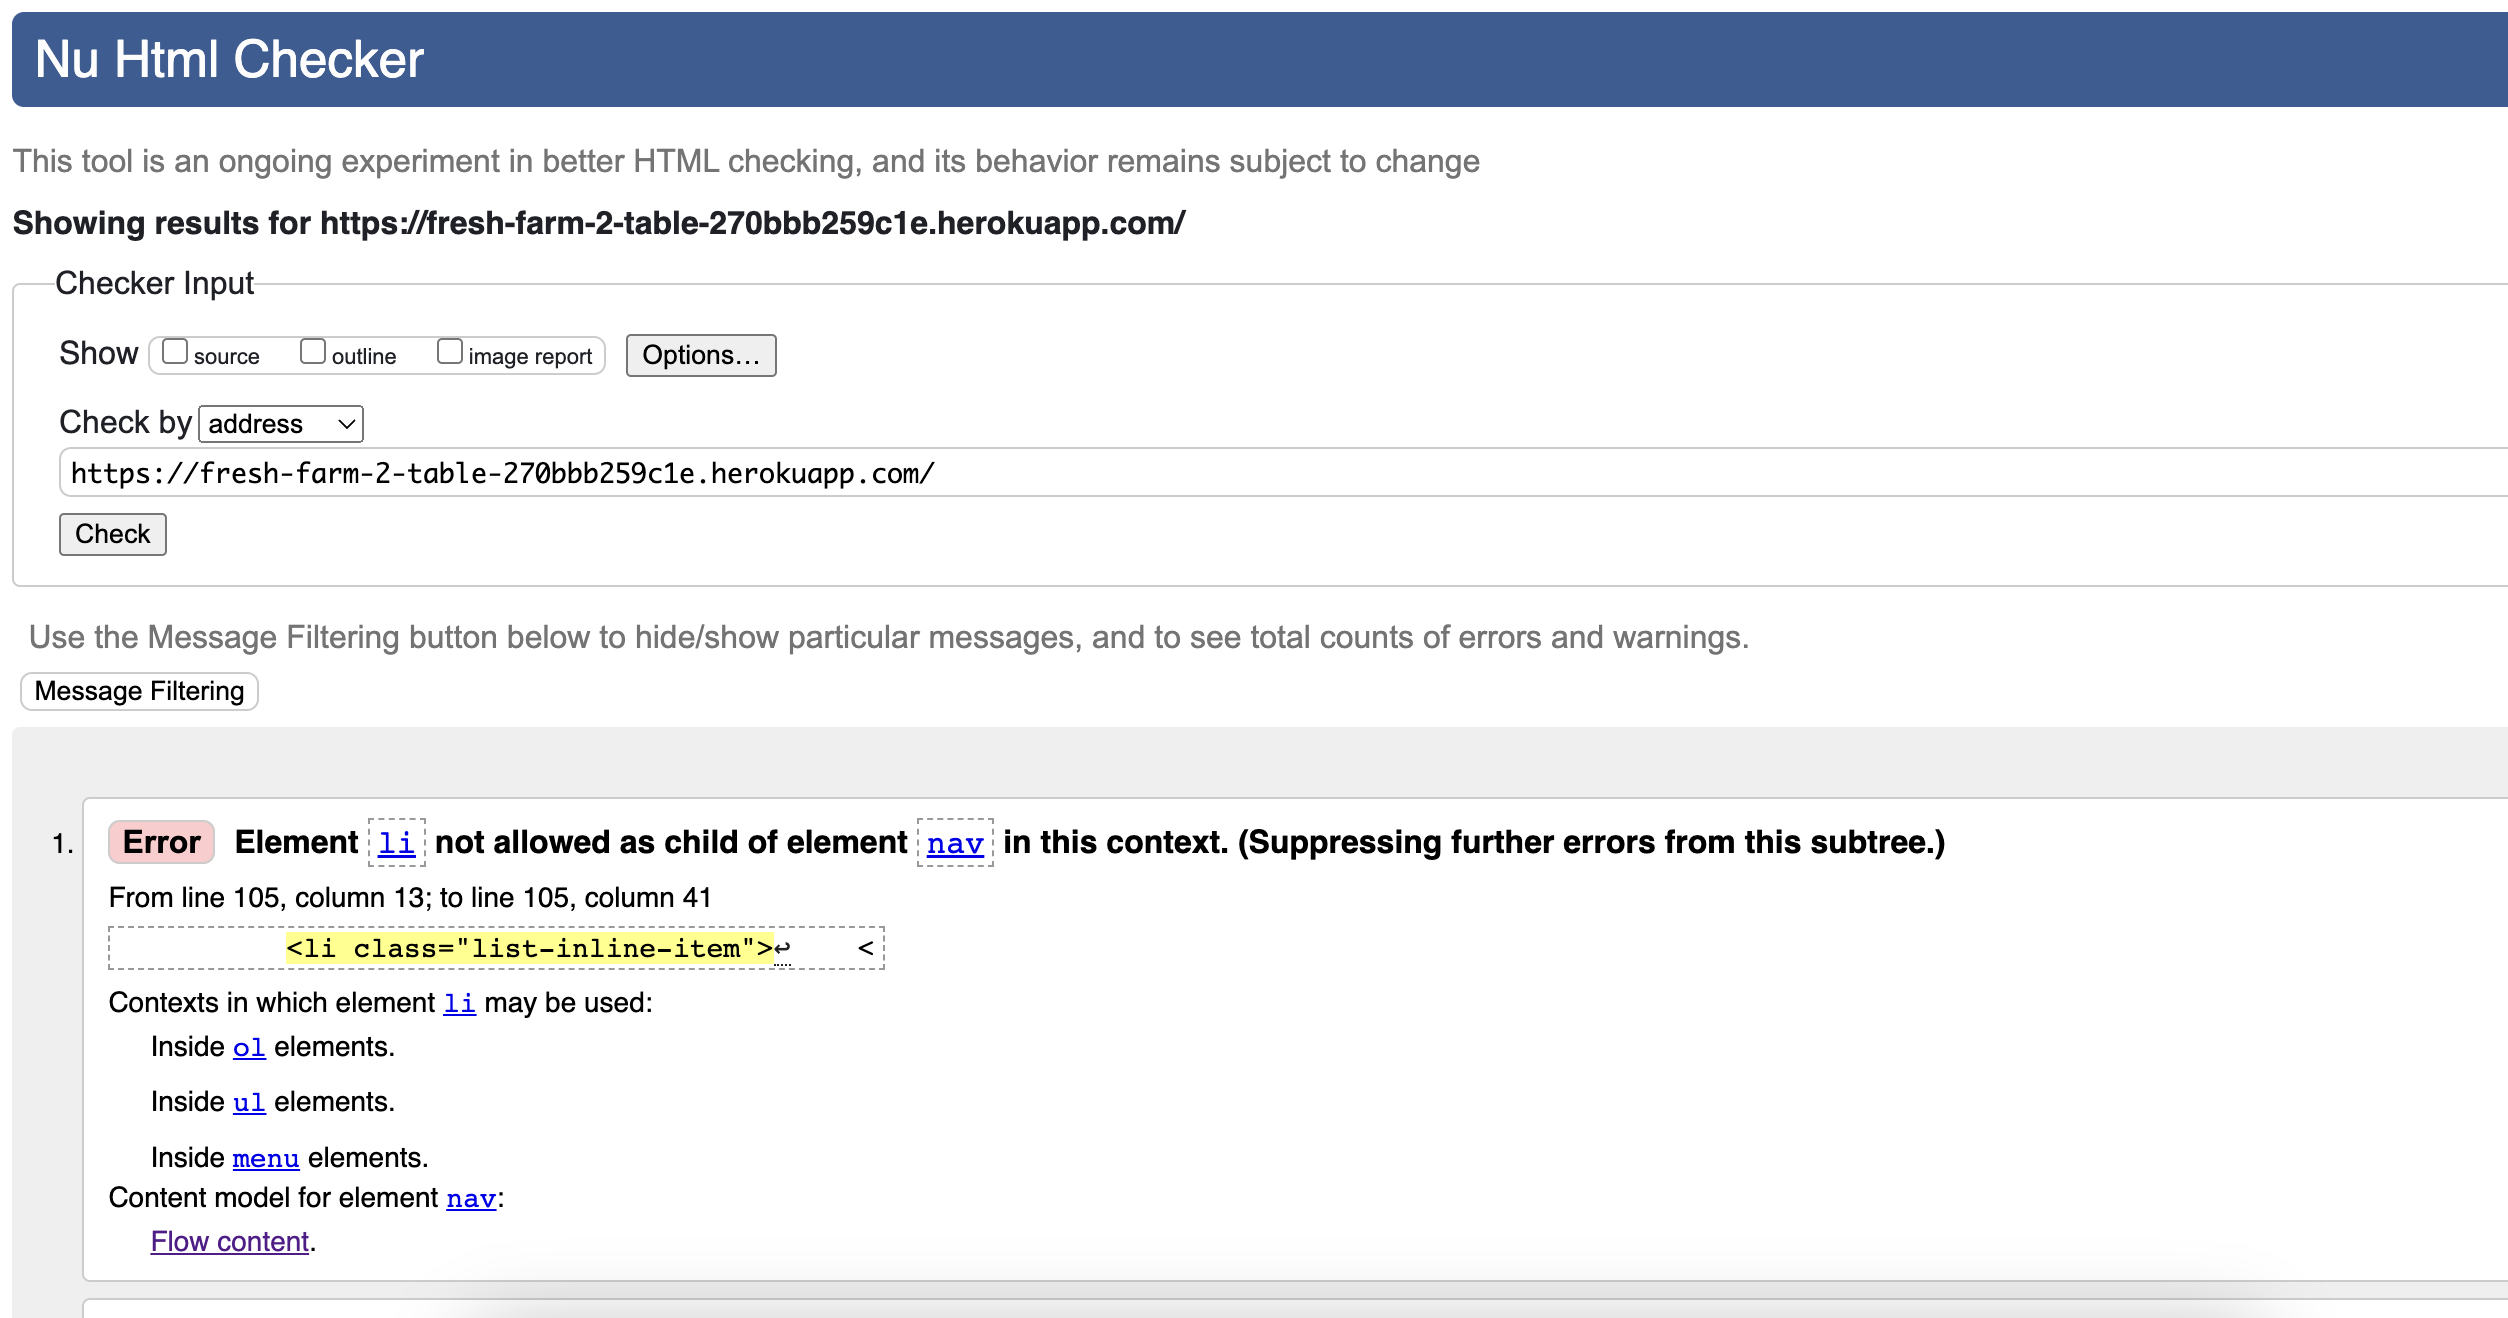 Nu Html Checker
This tool is an ongoing experiment in better HTML checking, and its behavior remains subject to change
Showing results for https://fresh-farm-2-table-270bbb259c1e.herokuapp.com/
Checker Input
Show source outline image report Options...
Check by address
https://fresh-farm-2-table-270bbb259c1e.herokuapp.com/
Check
Use the Message Filtering button below to hide/show particular messages, and to see total counts of errors and warnings.
Message Filtering
1. Error Element li not allowed as child of element nav in this context. (Suppressing further errors from this subtree.)
From line 105, column 13; to line 105, column 41
<li class="list-inline-item">↩ <
Contexts in which element li may be used:
Inside ol elements.
Inside ul elements.
Inside menu elements.
Content model for element nav:
Flow content.